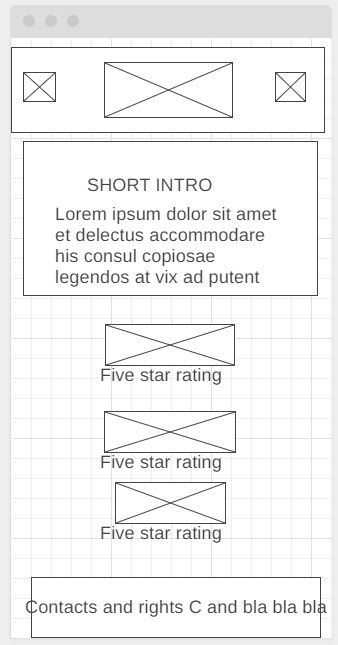 SHORT INTRO
Lorem ipsum dolor sit amet
et delectus accommodare
his consul copiosae
legendos at vix ad putent
Five star rating
Five star rating
Five star rating
Contacts and rights C and bla bla bla